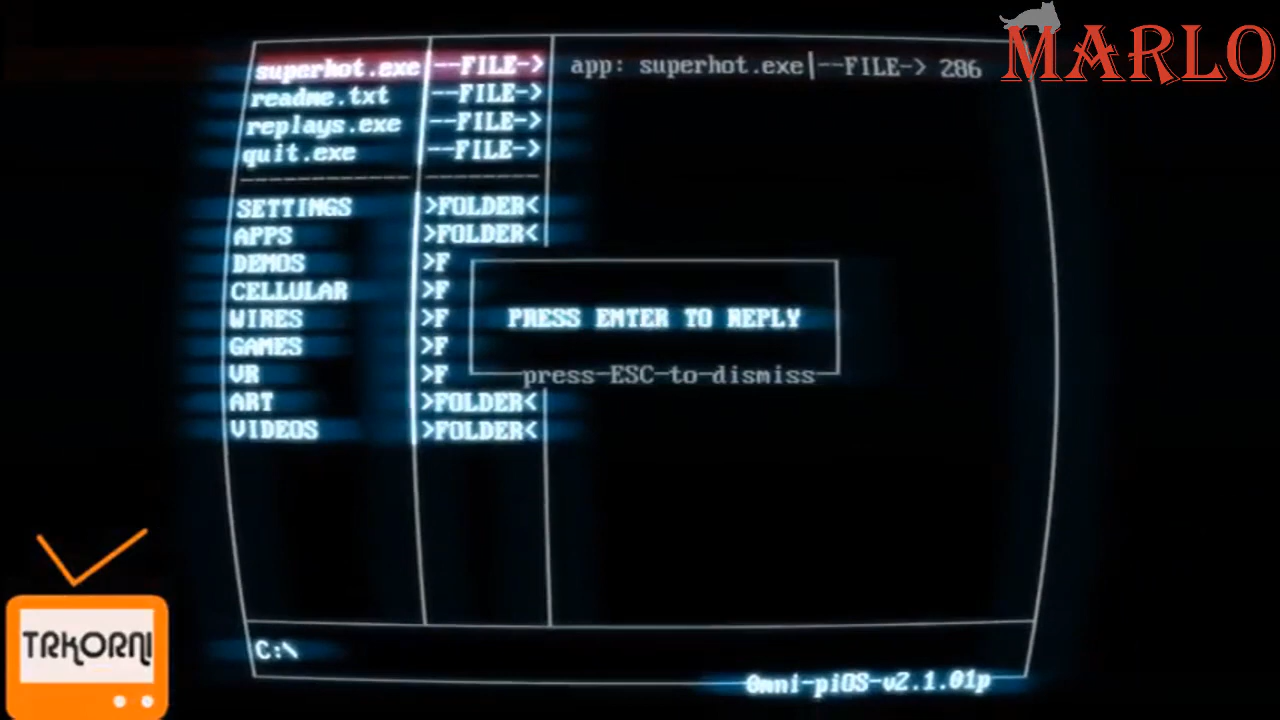 MARLO
superhot.exe --FILE-> app: superhot.exe|--FILE-> 286
readme.txt --FILE->
replays.exe --FILE->
quit.exe --FILE->
SETTINGS >FOLDER<
APPS >FOLDER<
DEMOS >F
CELLULAR >F
WIRES >F
GAMES >F
VR >F
ART >FOLDER<
VIDEOS >FOLDER<
PRESS ENTER TO REPLY
press-ESC-to-dismiss
C:\
Omni-piOS-v2.1.01p
TRKORNI